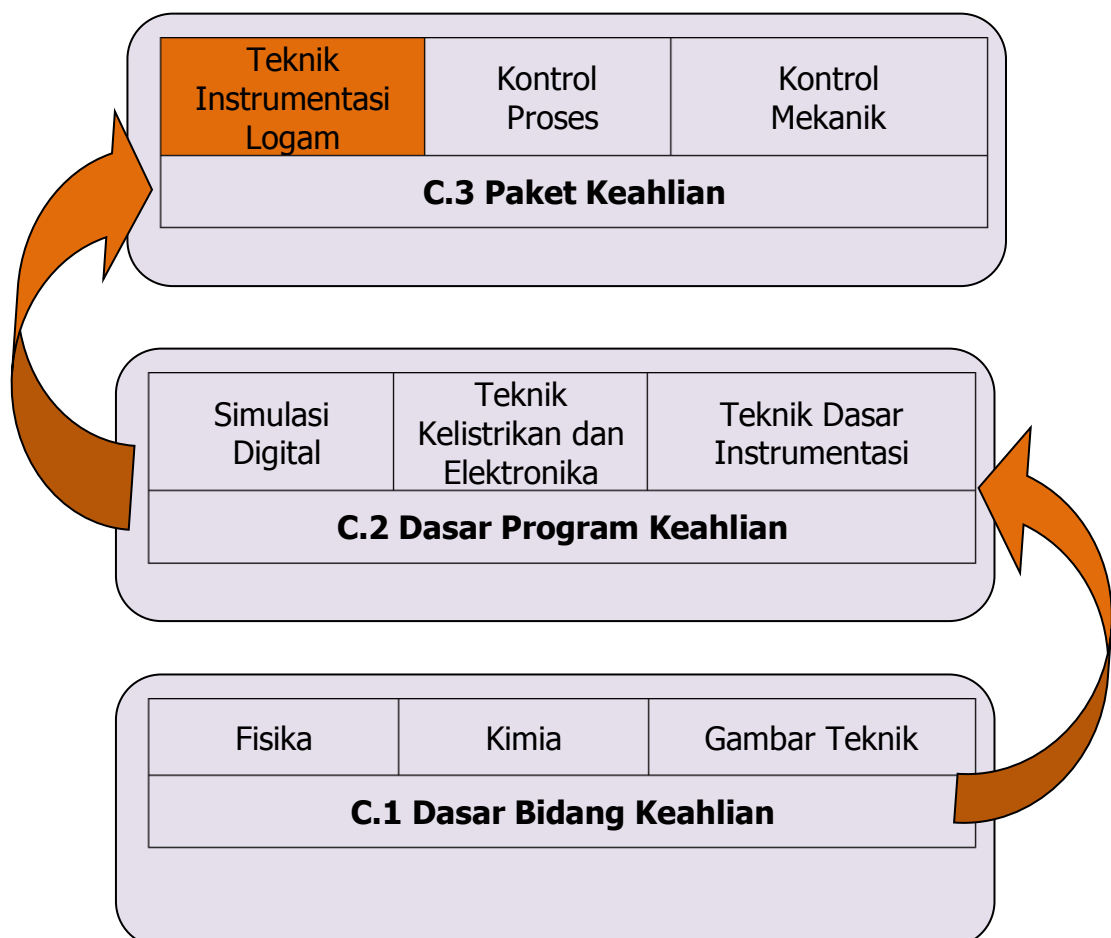 Teknik
Instrumentasi
Logam
Kontrol
Proses
Kontrol
Mekanik
C.3 Paket Keahlian
Simulasi
Digital
Teknik
Kelistrikan dan
Elektronika
Teknik Dasar
Instrumentasi
C.2 Dasar Program Keahlian
Fisika
Kimia
Gambar Teknik
C.1 Dasar Bidang Keahlian